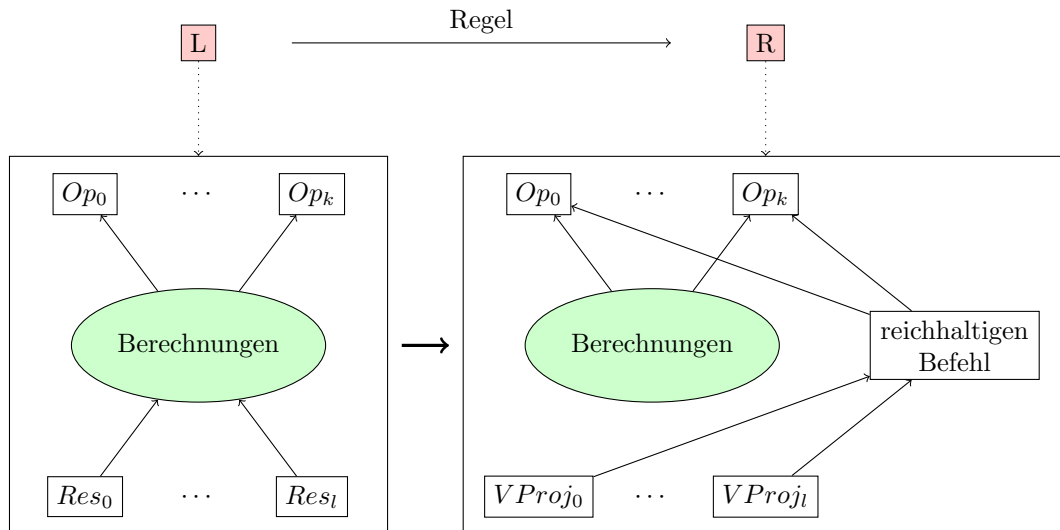 Regel
L
R
Op₀ ⋯ Opₖ
Op₀ ⋯ Opₖ
Berechnungen
Berechnungen
reichhaltigen
Befehl
Res₀ ⋯ Resₗ
VProj₀ ⋯ VProjₗ